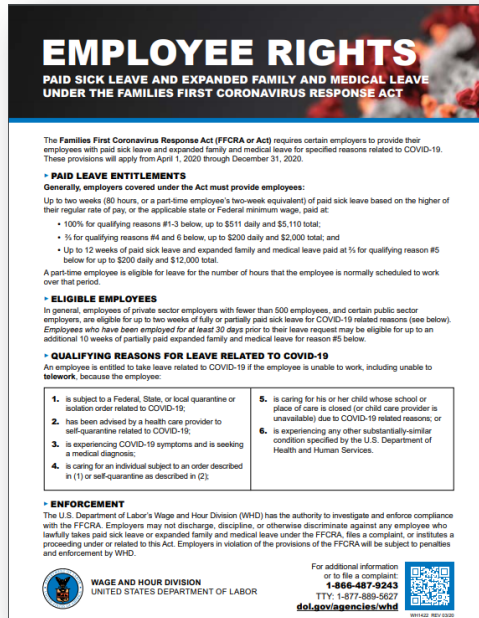 EMPLOYEE RIGHTS
PAID SICK LEAVE AND EXPANDED FAMILY AND MEDICAL LEAVE
UNDER THE FAMILIES FIRST CORONAVIRUS RESPONSE ACT
The Families First Coronavirus Response Act (FFCRA or Act) requires certain employers to provide their
employees with paid sick leave and expanded family and medical leave for specified reasons related to COVID-19.
These provisions will apply from April 1, 2020 through December 31, 2020.
▸ PAID LEAVE ENTITLEMENTS
Generally, employers covered under the Act must provide employees:
Up to two weeks (80 hours, or a part-time employee's two-week equivalent) of paid sick leave based on the higher of
their regular rate of pay, or the applicable state or Federal minimum wage, paid at:
• 100% for qualifying reasons #1-3 below, up to $511 daily and $5,110 total;
• ⅔ for qualifying reasons #4 and 6 below, up to $200 daily and $2,000 total; and
• Up to 12 weeks of paid sick leave and expanded family and medical leave paid at ⅔ for qualifying reason #5
below for up to $200 daily and $12,000 total.
A part-time employee is eligible for leave for the number of hours that the employee is normally scheduled to work
over that period.
▸ ELIGIBLE EMPLOYEES
In general, employees of private sector employers with fewer than 500 employees, and certain public sector
employers, are eligible for up to two weeks of fully or partially paid sick leave for COVID-19 related reasons (see below).
Employees who have been employed for at least 30 days prior to their leave request may be eligible for up to an
additional 10 weeks of partially paid expanded family and medical leave for reason #5 below.
▸ QUALIFYING REASONS FOR LEAVE RELATED TO COVID-19
An employee is entitled to take leave related to COVID-19 if the employee is unable to work, including unable to
telework, because the employee:
1. is subject to a Federal, State, or local quarantine or
isolation order related to COVID-19;
2. has been advised by a health care provider to
self-quarantine related to COVID-19;
3. is experiencing COVID-19 symptoms and is seeking
a medical diagnosis;
4. is caring for an individual subject to an order described
in (1) or self-quarantine as described in (2);
5. is caring for his or her child whose school or
place of care is closed (or child care provider is
unavailable) due to COVID-19 related reasons; or
6. is experiencing any other substantially-similar
condition specified by the U.S. Department of
Health and Human Services.
▸ ENFORCEMENT
The U.S. Department of Labor's Wage and Hour Division (WHD) has the authority to investigate and enforce compliance
with the FFCRA. Employers may not discharge, discipline, or otherwise discriminate against any employee who
lawfully takes paid sick leave or expanded family and medical leave under the FFCRA, files a complaint, or institutes a
proceeding under or related to this Act. Employers in violation of the provisions of the FFCRA will be subject to penalties
and enforcement by WHD.
WAGE AND HOUR DIVISION
UNITED STATES DEPARTMENT OF LABOR
For additional information
or to file a complaint:
1-866-487-9243
TTY: 1-877-889-5627
dol.gov/agencies/whd
WH1422 REV 03/20